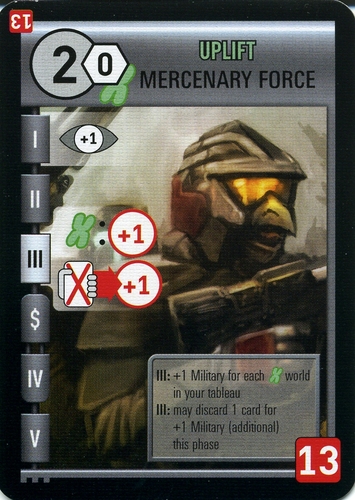 13
2 0
UPLIFT
MERCENARY FORCE
I
+1
II
: +1
III
+1
$
IV
V
III: +1 Military for each world
in your tableau
III: may discard 1 card for
+1 Military (additional)
this phase
13